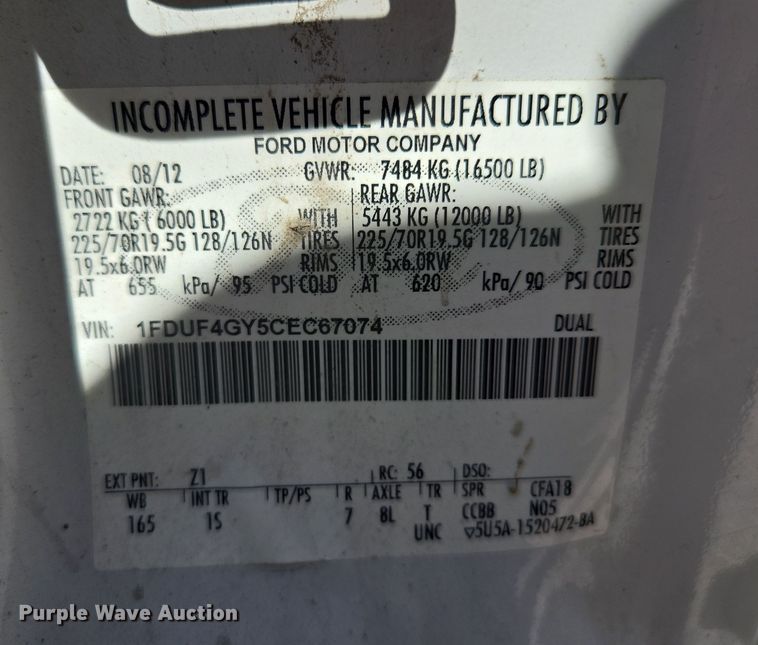 INCOMPLETE VEHICLE MANUFACTURED BY
FORD MOTOR COMPANY
DATE: 08/12 GVWR: 7484 KG (16500 LB)
FRONT GAWR: REAR GAWR:
2722 KG (6000 LB) WITH 5443 KG (12000 LB) WITH
225/70R19.5G 128/126N TIRES 225/70R19.5G 128/126N TIRES
19.5x6.0RW RIMS 19.5x6.0RW RIMS
AT 655 kPa/ 95 PSI COLD AT 620 kPa/ 90 PSI COLD
VIN: 1FDUF4GY5CEC67074 DUAL
EXT PNT: Z1 RC: 56 DSO:
WB INT TR TP/PS R AXLE TR SPR CFA18
165 1S 7 8L T CCBB N05
UNC ▽5U5A-1520472-BA
Purple Wave Auction